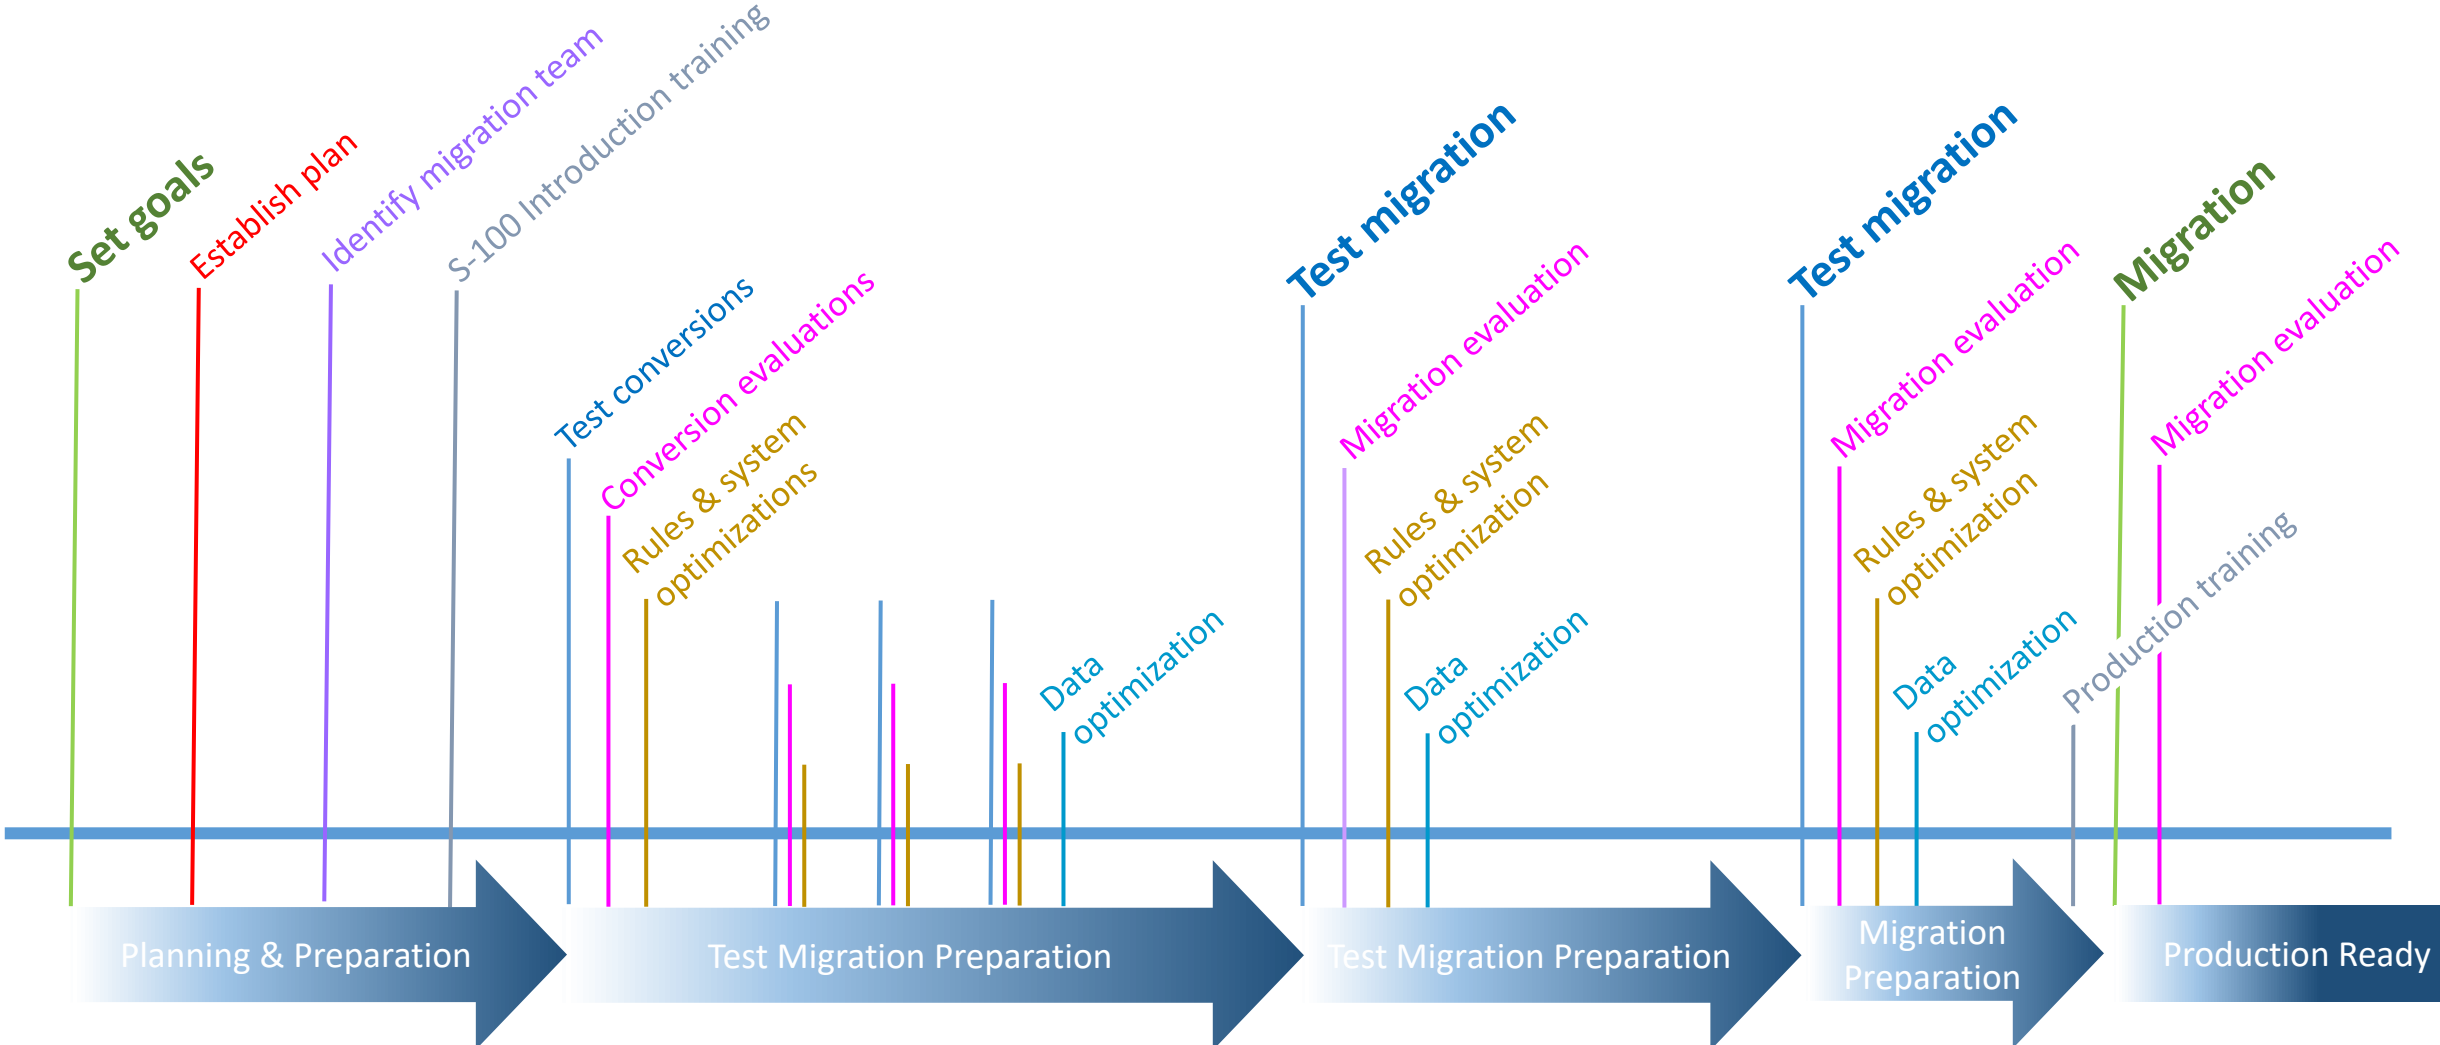 Set goals
Establish plan
Identify migration team
S-100 Introduction training
Test conversions
Conversion evaluations
Rules & system
optimizations
Data
optimization
Test migration
Migration evaluation
Rules & system
optimization
Data
optimization
Test migration
Migration evaluation
Rules & system
optimization
Data
optimization
Production training
Migration
Migration evaluation
Planning & Preparation
Test Migration Preparation
Test Migration Preparation
Migration
Preparation
Production Ready